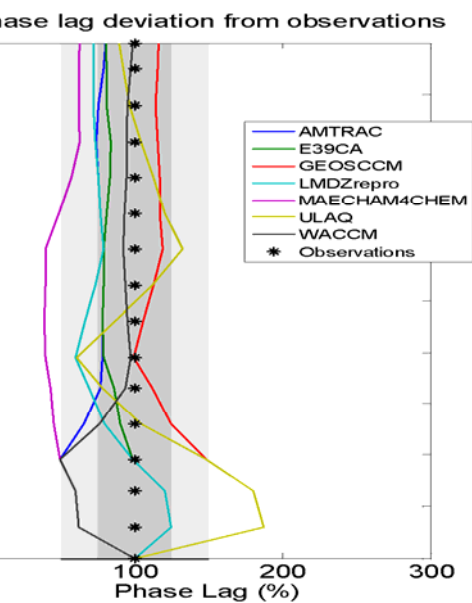 hase lag deviation from observations
AMTRAC
E39CA
GEOSCCM
LMDZrepro
MAECHAM4CHEM
ULAQ
WACCM
Observations
100 200 300
Phase Lag (%)